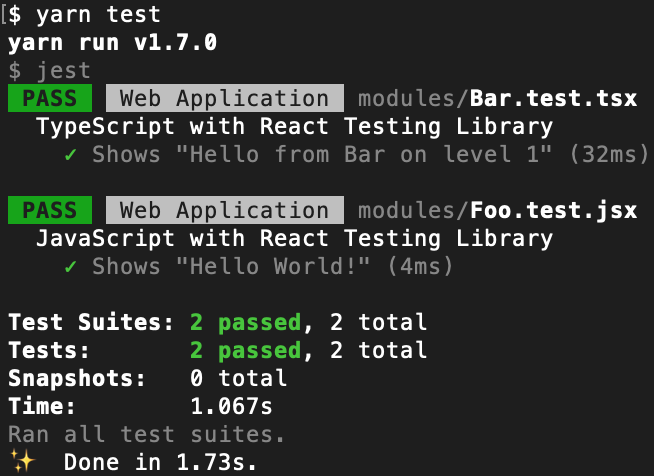 [$ yarn test
yarn run v1.7.0
$ jest
PASS Web Application modules/Bar.test.tsx
TypeScript with React Testing Library
✓ Shows "Hello from Bar on level 1" (32ms)
PASS Web Application modules/Foo.test.jsx
JavaScript with React Testing Library
✓ Shows "Hello World!" (4ms)
Test Suites: 2 passed, 2 total
Tests: 2 passed, 2 total
Snapshots: 0 total
Time: 1.067s
Ran all test suites.
✨ Done in 1.73s.